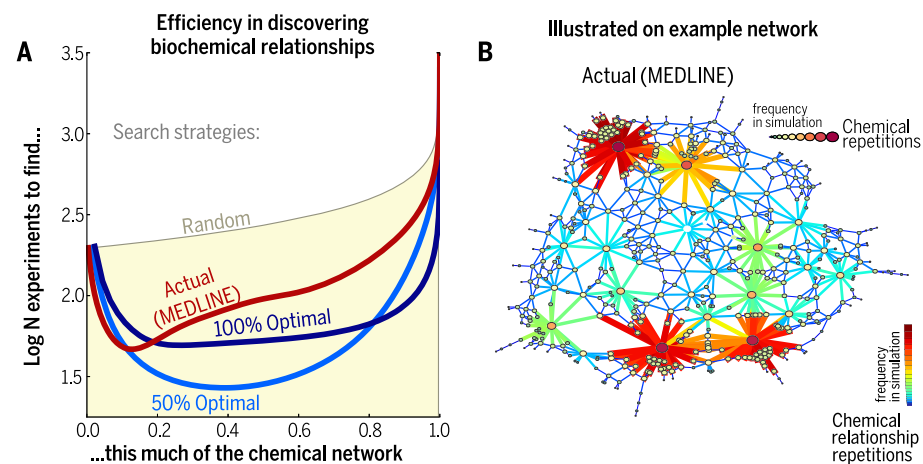 A
Efficiency in discovering
biochemical relationships
Log N experiments to find...
3.5
3.0
2.5
2.0
1.5
Search strategies:
Random
Actual
(MEDLINE)
100% Optimal
50% Optimal
0.0 0.2 0.4 0.6 0.8 1.0
...this much of the chemical network
B
Illustrated on example network
Actual (MEDLINE)
frequency
in simulation
Chemical
repetitions
frequency
in simulation
Chemical
relationship
repetitions